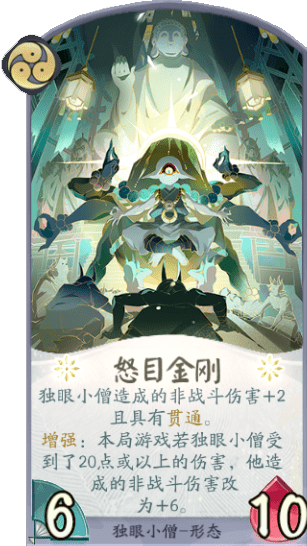 怒目金刚
独眼小僧造成的非战斗伤害+2
且具有贯通。
增强：本局游戏若独眼小僧受
到了20点或以上的伤害，他造
成的非战斗伤害改
为+6。
6
10
独眼小僧-形态